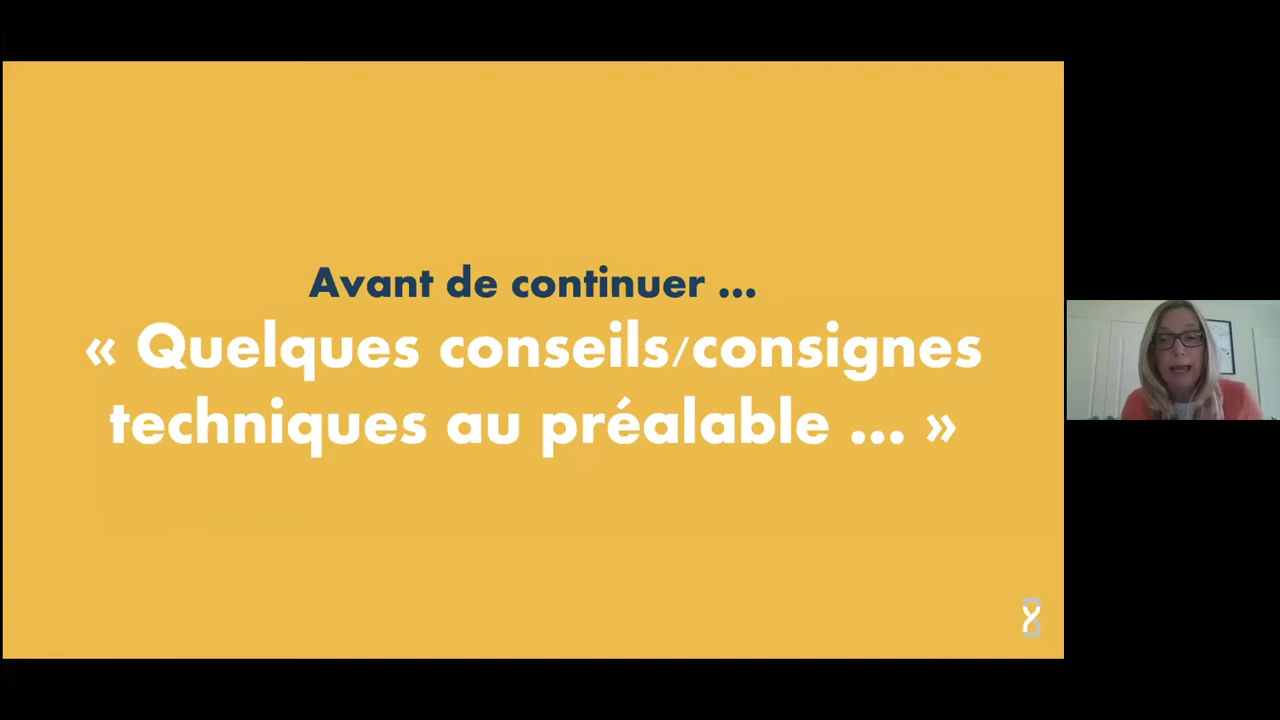 Avant de continuer ...
« Quelques conseils/consignes
techniques au préalable ... »